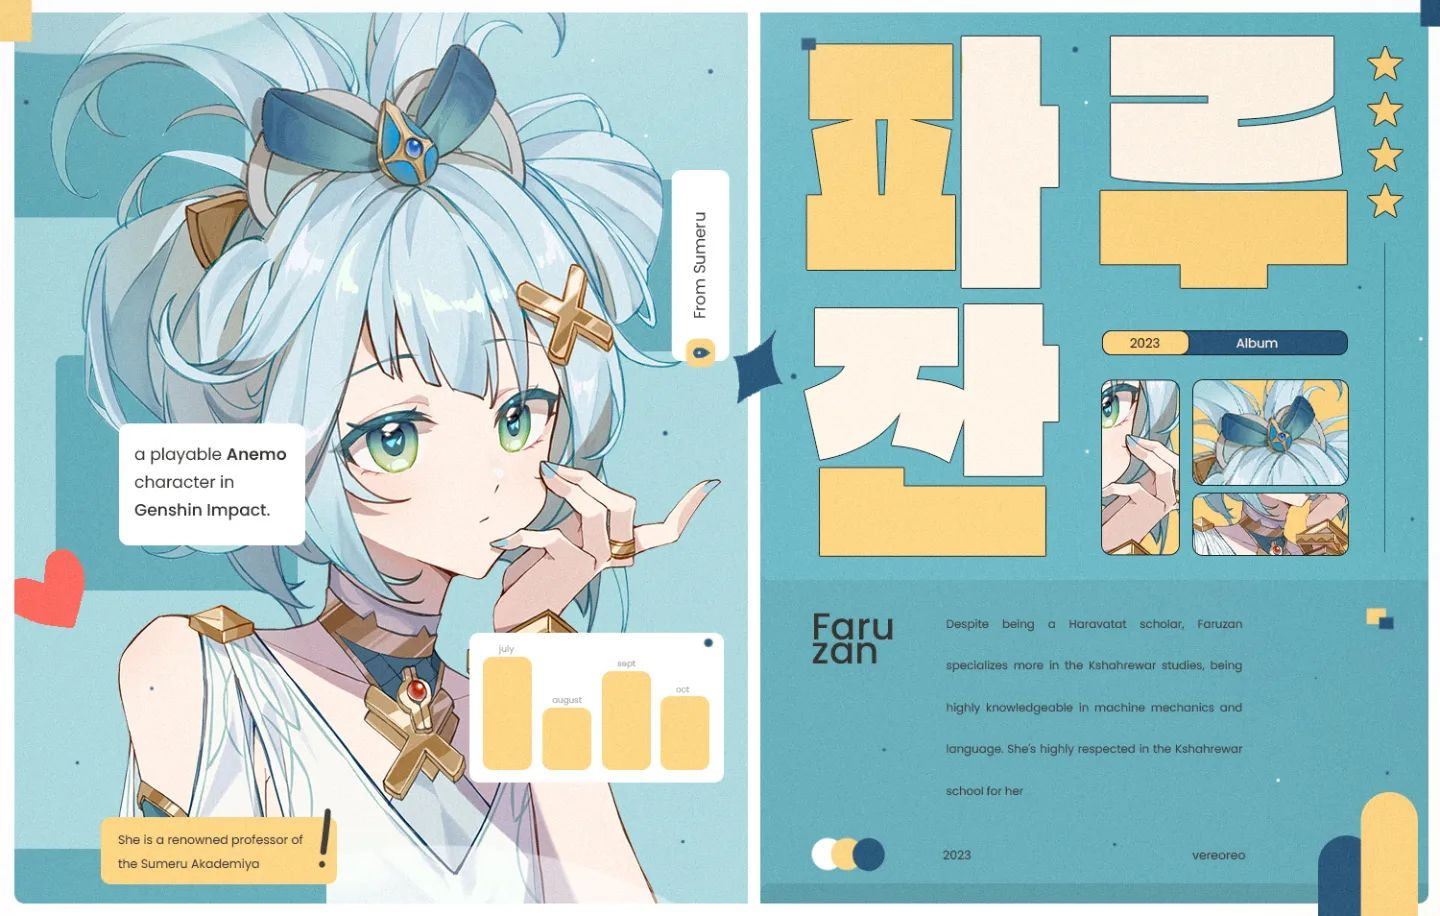 From Sumeru
a playable Anemo
character in
Genshin Impact.
july
august
sept
oct
She is a renowned professor of
the Sumeru Akademiya
!
파루
잔
2023
Album
Faru
zan
Despite being a Haravatat scholar, Faruzan
specializes more in the Kshahrewar studies, being
highly knowledgeable in machine mechanics and
language. She's highly respected in the Kshahrewar
school for her
2023
vereoreo